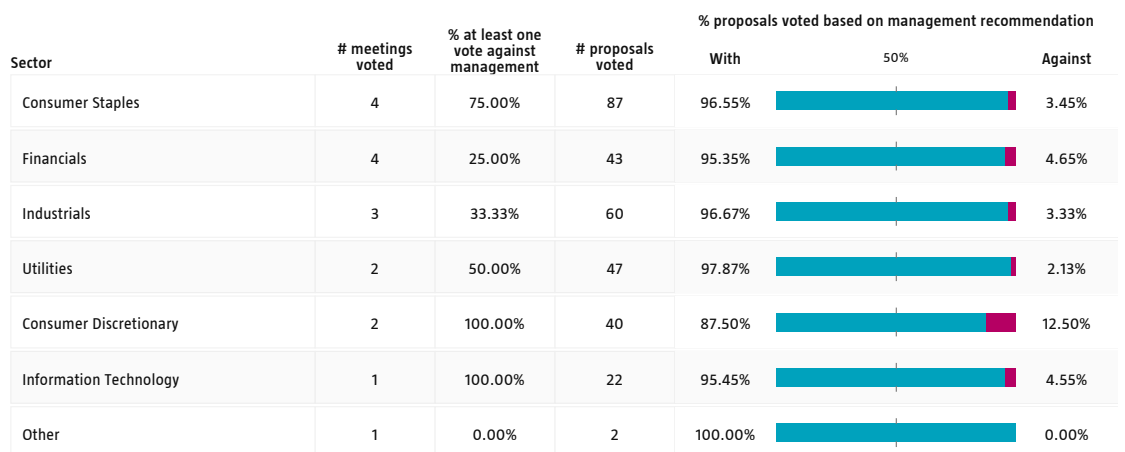 % proposals voted based on management recommendation
Sector # meetings voted % at least one vote against management # proposals voted With 50% Against
Consumer Staples 4 75.00% 87 96.55% 3.45%
Financials 4 25.00% 43 95.35% 4.65%
Industrials 3 33.33% 60 96.67% 3.33%
Utilities 2 50.00% 47 97.87% 2.13%
Consumer Discretionary 2 100.00% 40 87.50% 12.50%
Information Technology 1 100.00% 22 95.45% 4.55%
Other 1 0.00% 2 100.00% 0.00%